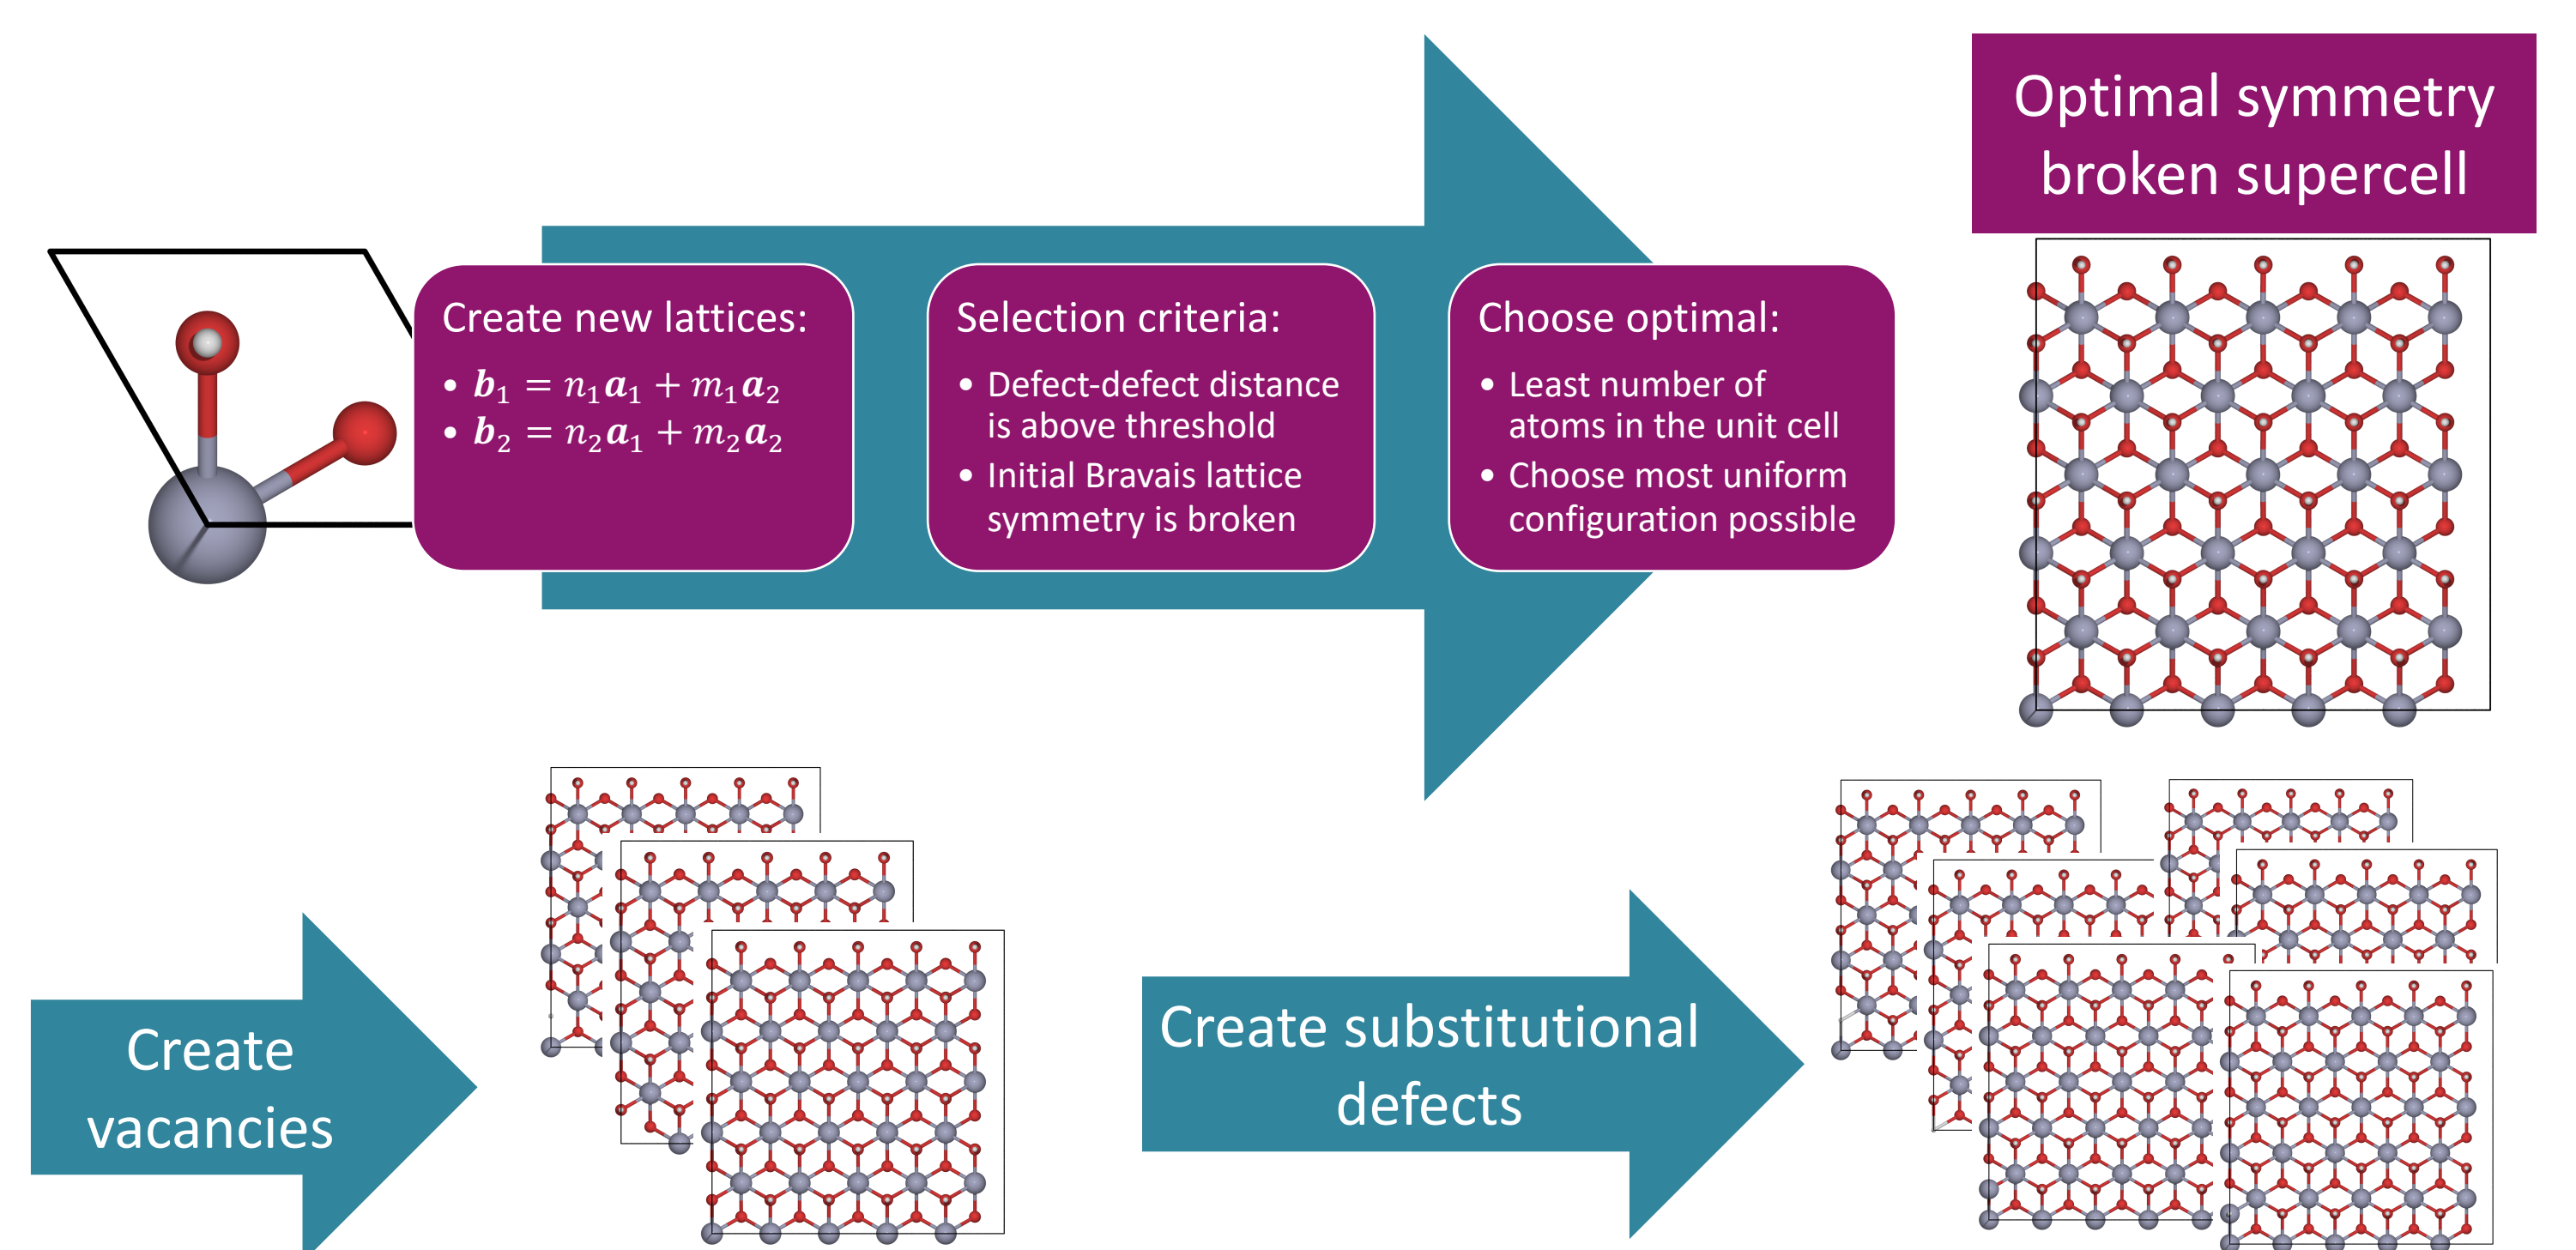 Optimal symmetry
broken supercell
Create new lattices:
• 𝒃₁ = n₁𝒂₁ + m₁𝒂₂
• 𝒃₂ = n₂𝒂₁ + m₂𝒂₂
Selection criteria:
• Defect-defect distance
is above threshold
• Initial Bravais lattice
symmetry is broken
Choose optimal:
• Least number of
atoms in the unit cell
• Choose most uniform
configuration possible
Create
vacancies
Create substitutional
defects